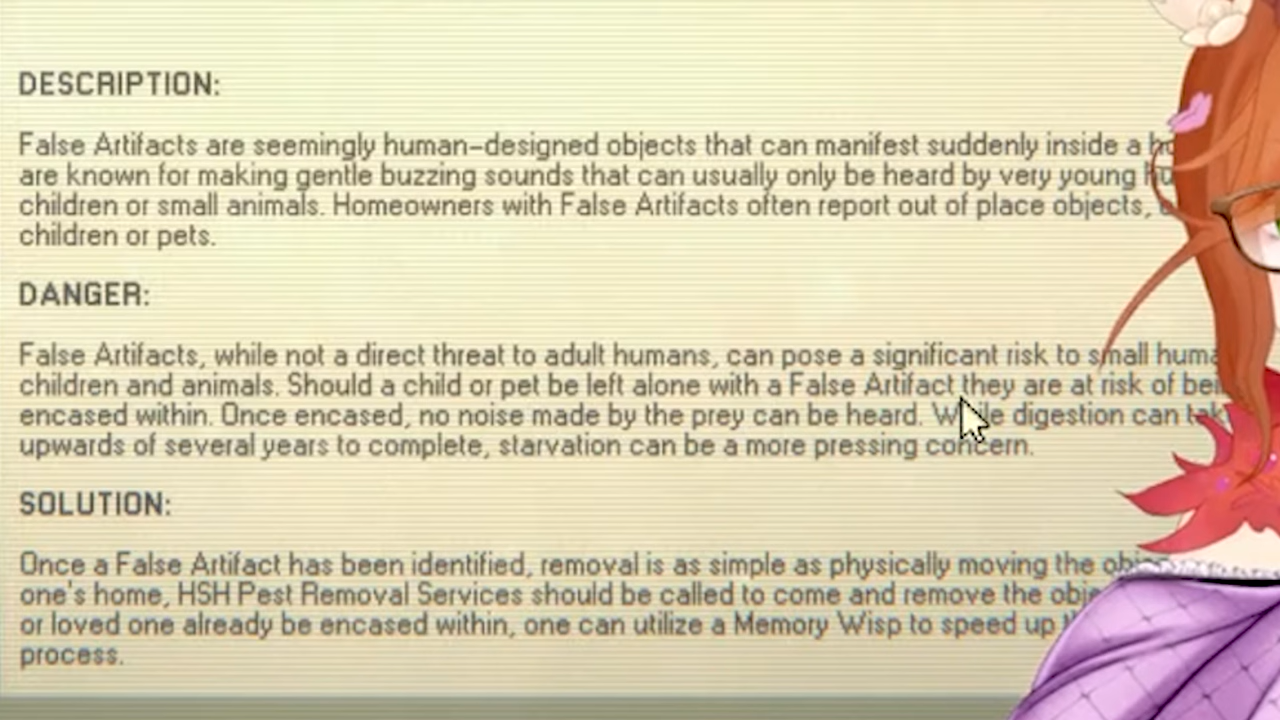 DESCRIPTION:
False Artifacts are seemingly human-designed objects that can manifest suddenly inside a
are known for making gentle buzzing sounds that can usually only be heard by very young
children or small animals. Homeowners with False Artifacts often report out of place objects,
children or pets.
DANGER:
False Artifacts, while not a direct threat to adult humans, can pose a significant risk to small
children and animals. Should a child or pet be left alone with a False Artifact they are at risk of
encased within. Once encased, no noise made by the prey can be heard. While digestion can
upwards of several years to complete, starvation can be a more pressing concern.
SOLUTION:
Once a False Artifact has been identified, removal is as simple as physically moving the
one's home, HSH Pest Removal Services should be called to come and remove the
or loved one already be encased within, one can utilize a Memory Wisp to speed up
process.